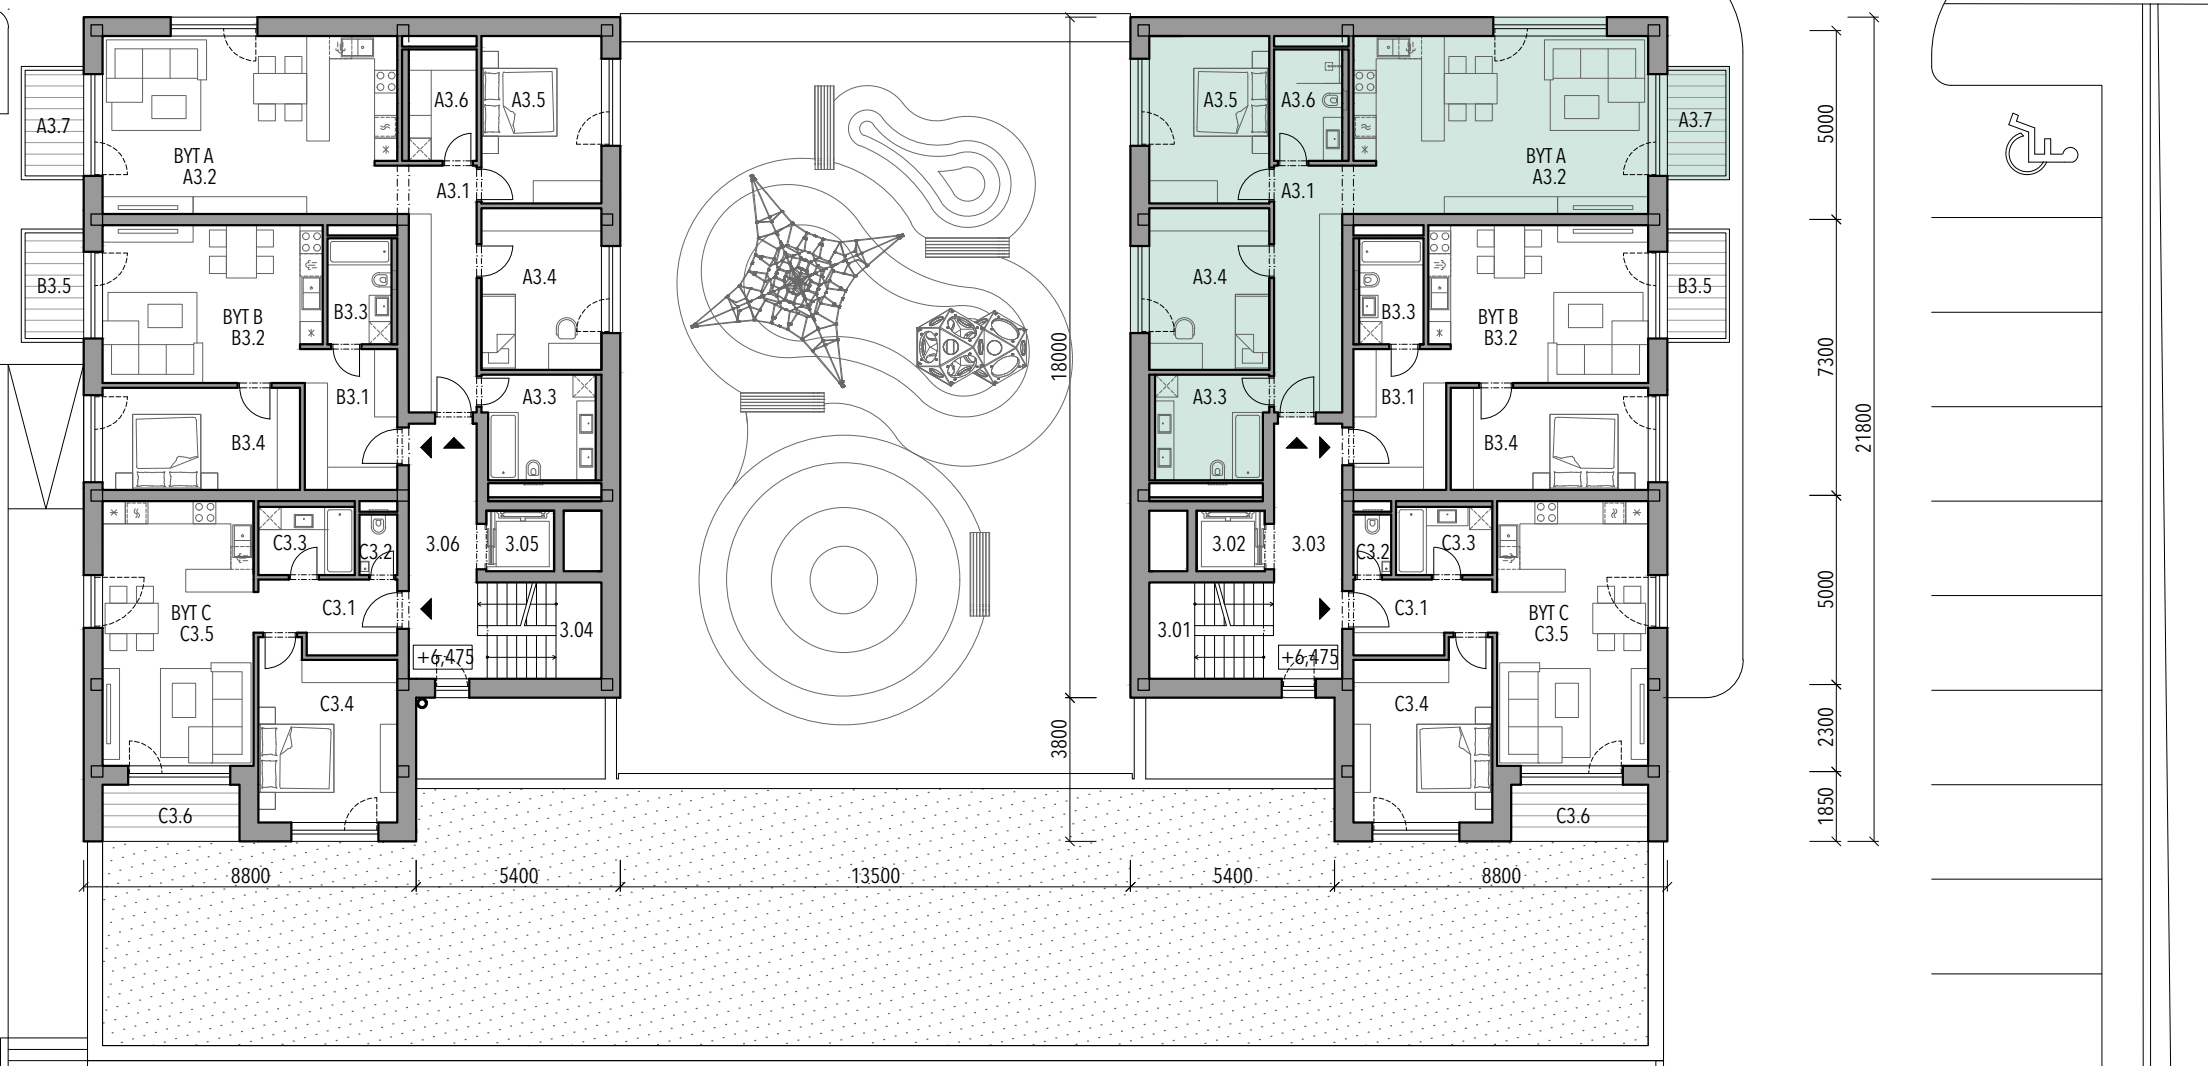 A3.7
BYT A
A3.2
A3.6
A3.5
A3.1
B3.5
BYT B
B3.2
B3.3
A3.4
B3.1
A3.3
B3.4
C3.3
C3.2
3.06
3.05
BYT C
C3.5
C3.1
3.04
+6,475
C3.4
C3.6
18000
3800
A3.5
A3.6
A3.7
BYT A
A3.2
A3.1
A3.4
B3.3
BYT B
B3.2
B3.5
A3.3
B3.1
B3.4
3.02
3.03
C3.2
C3.3
3.01
C3.1
BYT C
C3.5
+6,475
C3.4
C3.6
5000
7300
5000
2300
1850
21800
8800
5400
13500
5400
8800